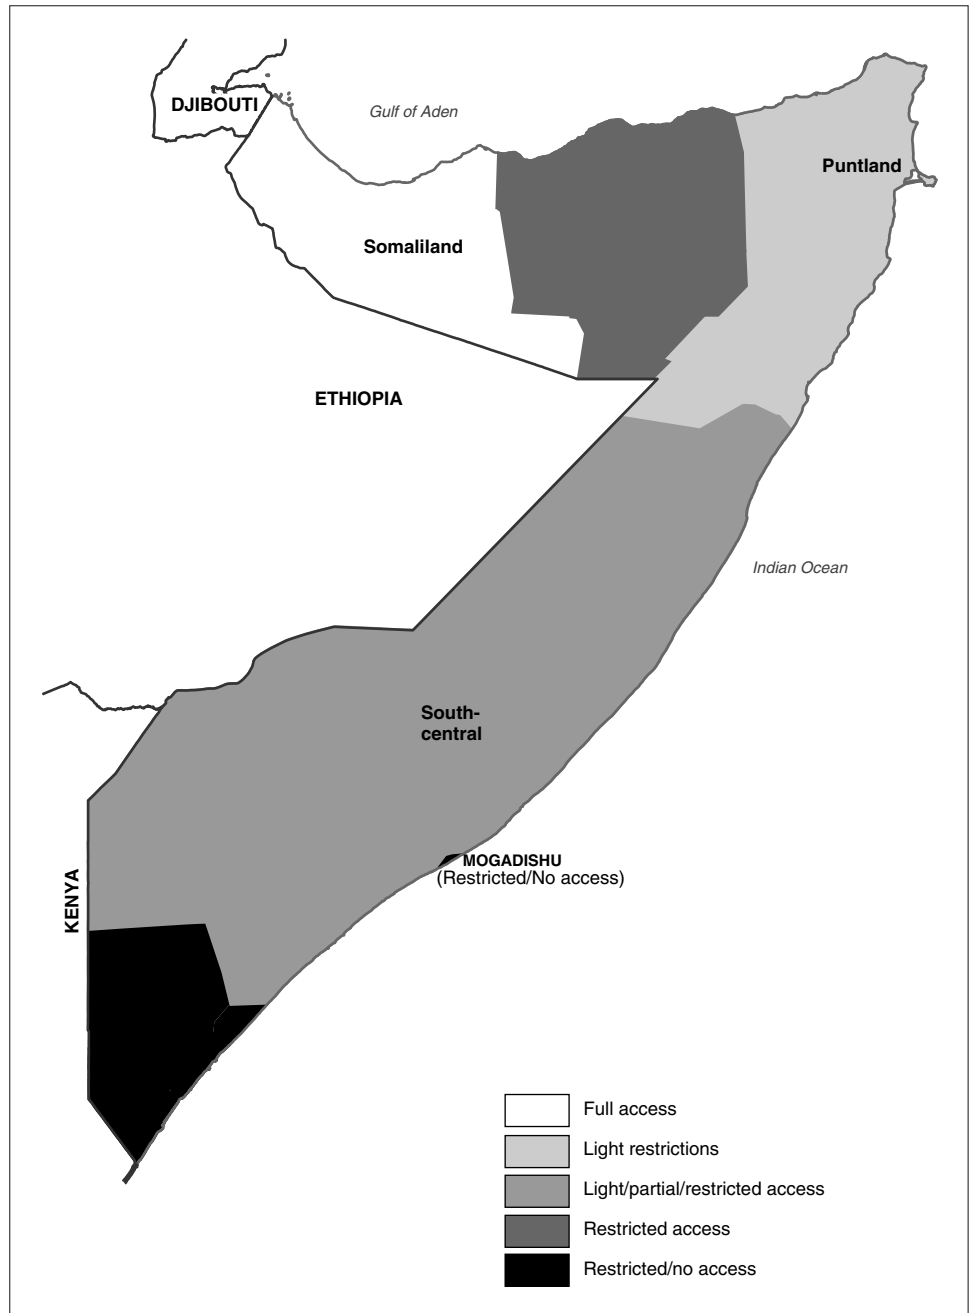 DJIBOUTI
Gulf of Aden
Puntland
Somaliland
ETHIOPIA
Indian Ocean
South-
central
MOGADISHU
(Restricted/No access)
KENYA
Full access
Light restrictions
Light/partial/restricted access
Restricted access
Restricted/no access